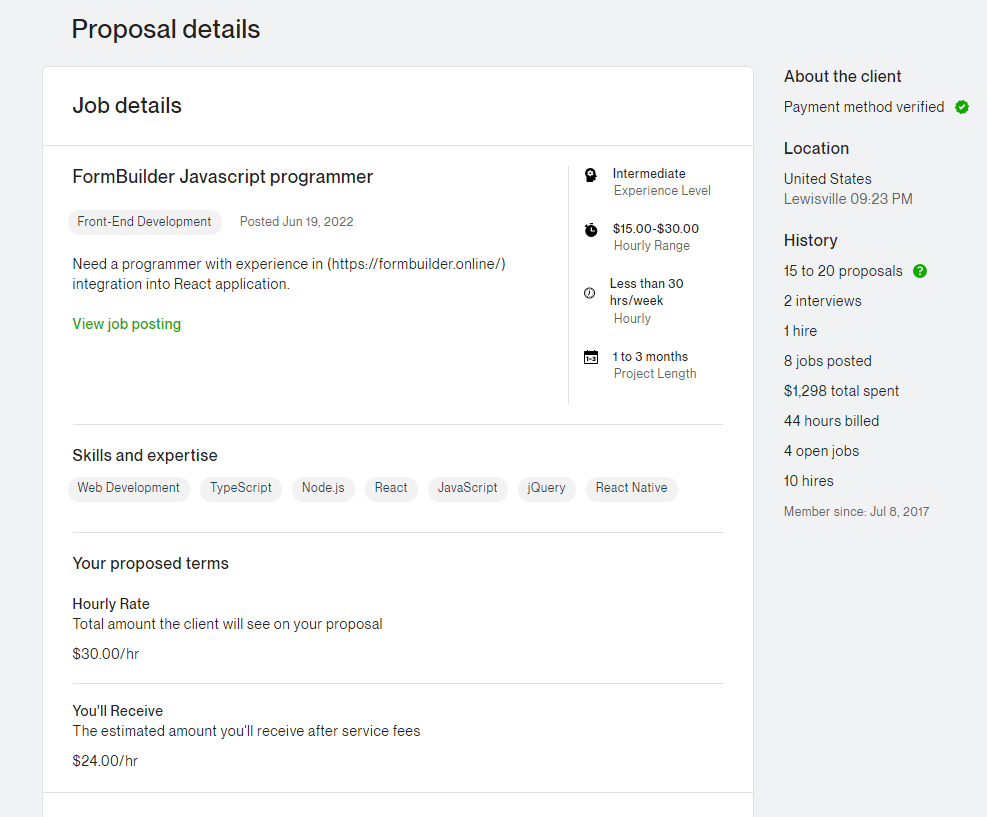 Proposal details
Job details
FormBuilder Javascript programmer
Front-End Development
Posted Jun 19, 2022
Need a programmer with experience in (https://formbuilder.online/)
integration into React application.
View job posting
Intermediate
Experience Level
$15.00-$30.00
Hourly Range
Less than 30
hrs/week
Hourly
1 to 3 months
Project Length
Skills and expertise
Web Development
TypeScript
Node.js
React
JavaScript
jQuery
React Native
Your proposed terms
Hourly Rate
Total amount the client will see on your proposal
$30.00/hr
You'll Receive
The estimated amount you'll receive after service fees
$24.00/hr
About the client
Payment method verified
Location
United States
Lewisville 09:23 PM
History
15 to 20 proposals
2 interviews
1 hire
8 jobs posted
$1,298 total spent
44 hours billed
4 open jobs
10 hires
Member since: Jul 8, 2017